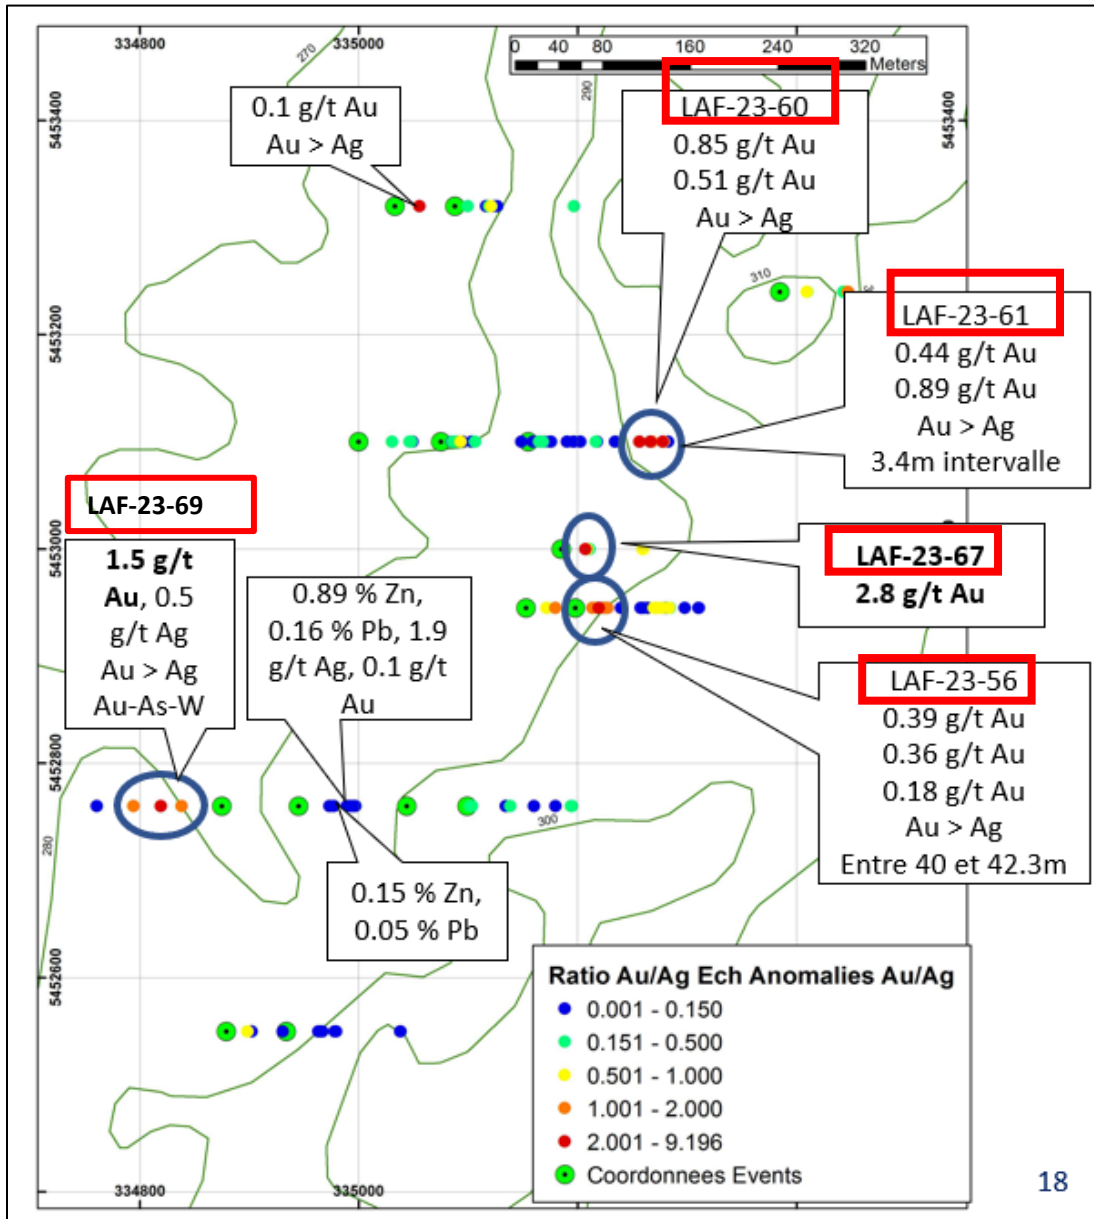 334800
335000
270
290
0 40 80 160 240 320
Meters
5453400
5453400
0.1 g/t Au
Au > Ag
LAF-23-60
0.85 g/t Au
0.51 g/t Au
Au > Ag
310
5453200
LAF-23-61
0.44 g/t Au
0.89 g/t Au
Au > Ag
3.4m intervalle
LAF-23-69
1.5 g/t
Au, 0.5
g/t Ag
Au > Ag
Au-As-W
5453000
0.89 % Zn,
0.16 % Pb, 1.9
g/t Ag, 0.1 g/t
Au
LAF-23-67
2.8 g/t Au
LAF-23-56
0.39 g/t Au
0.36 g/t Au
0.18 g/t Au
Au > Ag
Entre 40 et 42.3m
5452800
280
300
0.15 % Zn,
0.05 % Pb
5452600
Ratio Au/Ag Ech Anomalies Au/Ag
0.001 - 0.150
0.151 - 0.500
0.501 - 1.000
1.001 - 2.000
2.001 - 9.196
Coordonnees Events
334800
335000
18